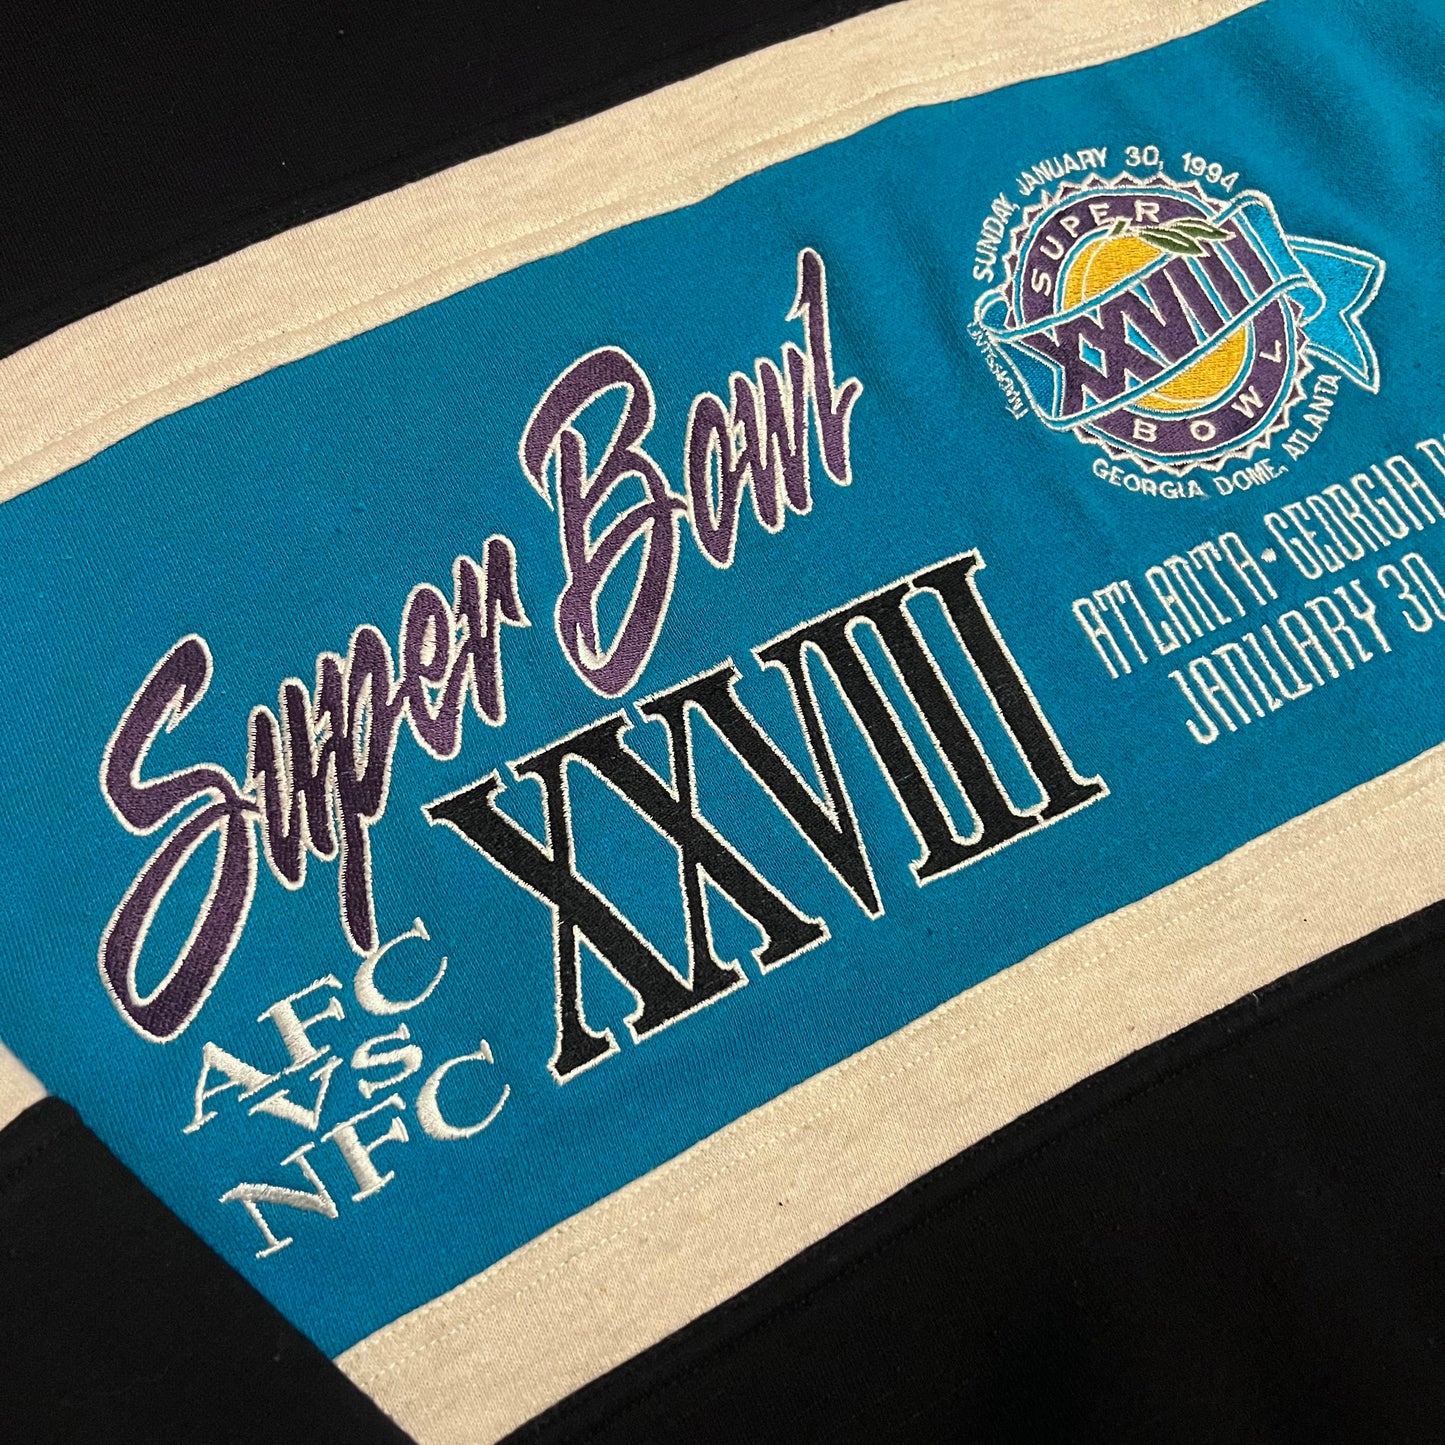 Super Bowl
XXVIII
AFC
VS
NFC
SUNDAY, JANUARY 30, 1994
SUPER
XXVIII
BOWL
GEORGIA DOME, ATLANTA
ATLANTA·GEORGIA
JANUARY 30